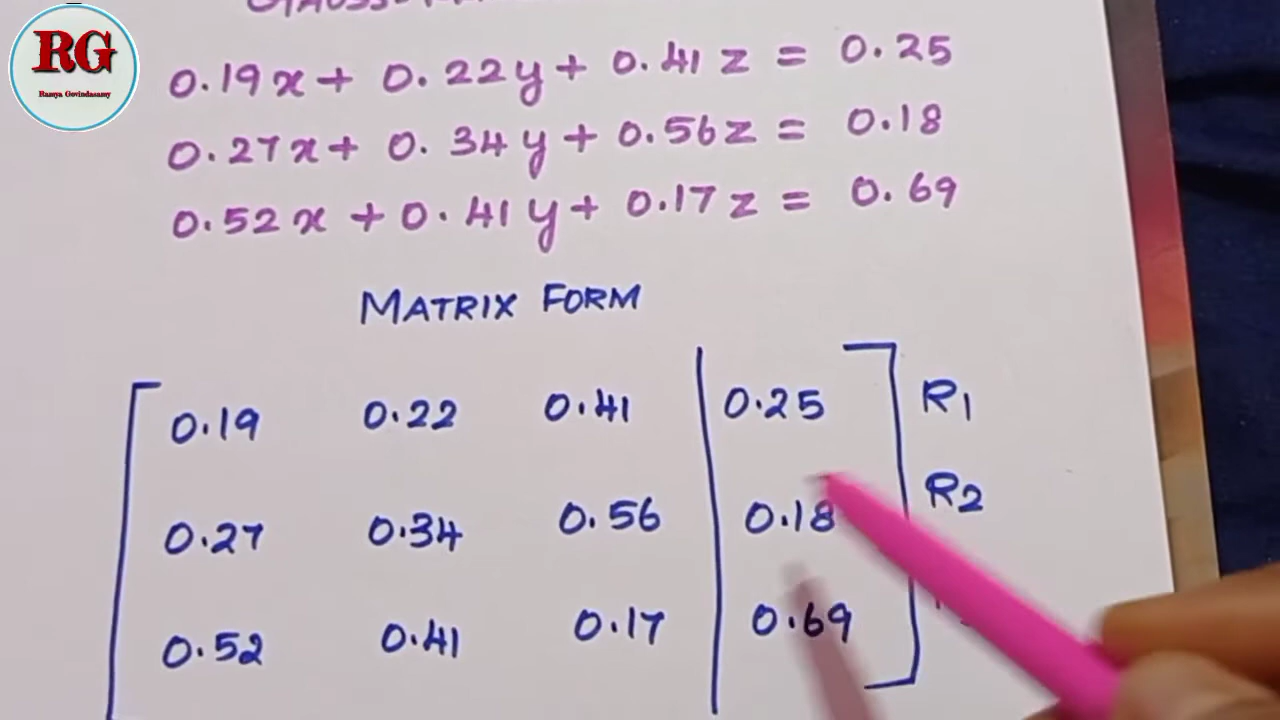 RG
Ramya Govindasamy
0.19x + 0.22y + 0.41z = 0.25
0.27x + 0.34y + 0.56z = 0.18
0.52x + 0.41y + 0.17z = 0.69
MATRIX FORM
0.19 0.22 0.41 0.25 R1
0.27 0.34 0.56 0.18 R2
0.52 0.41 0.17 0.69